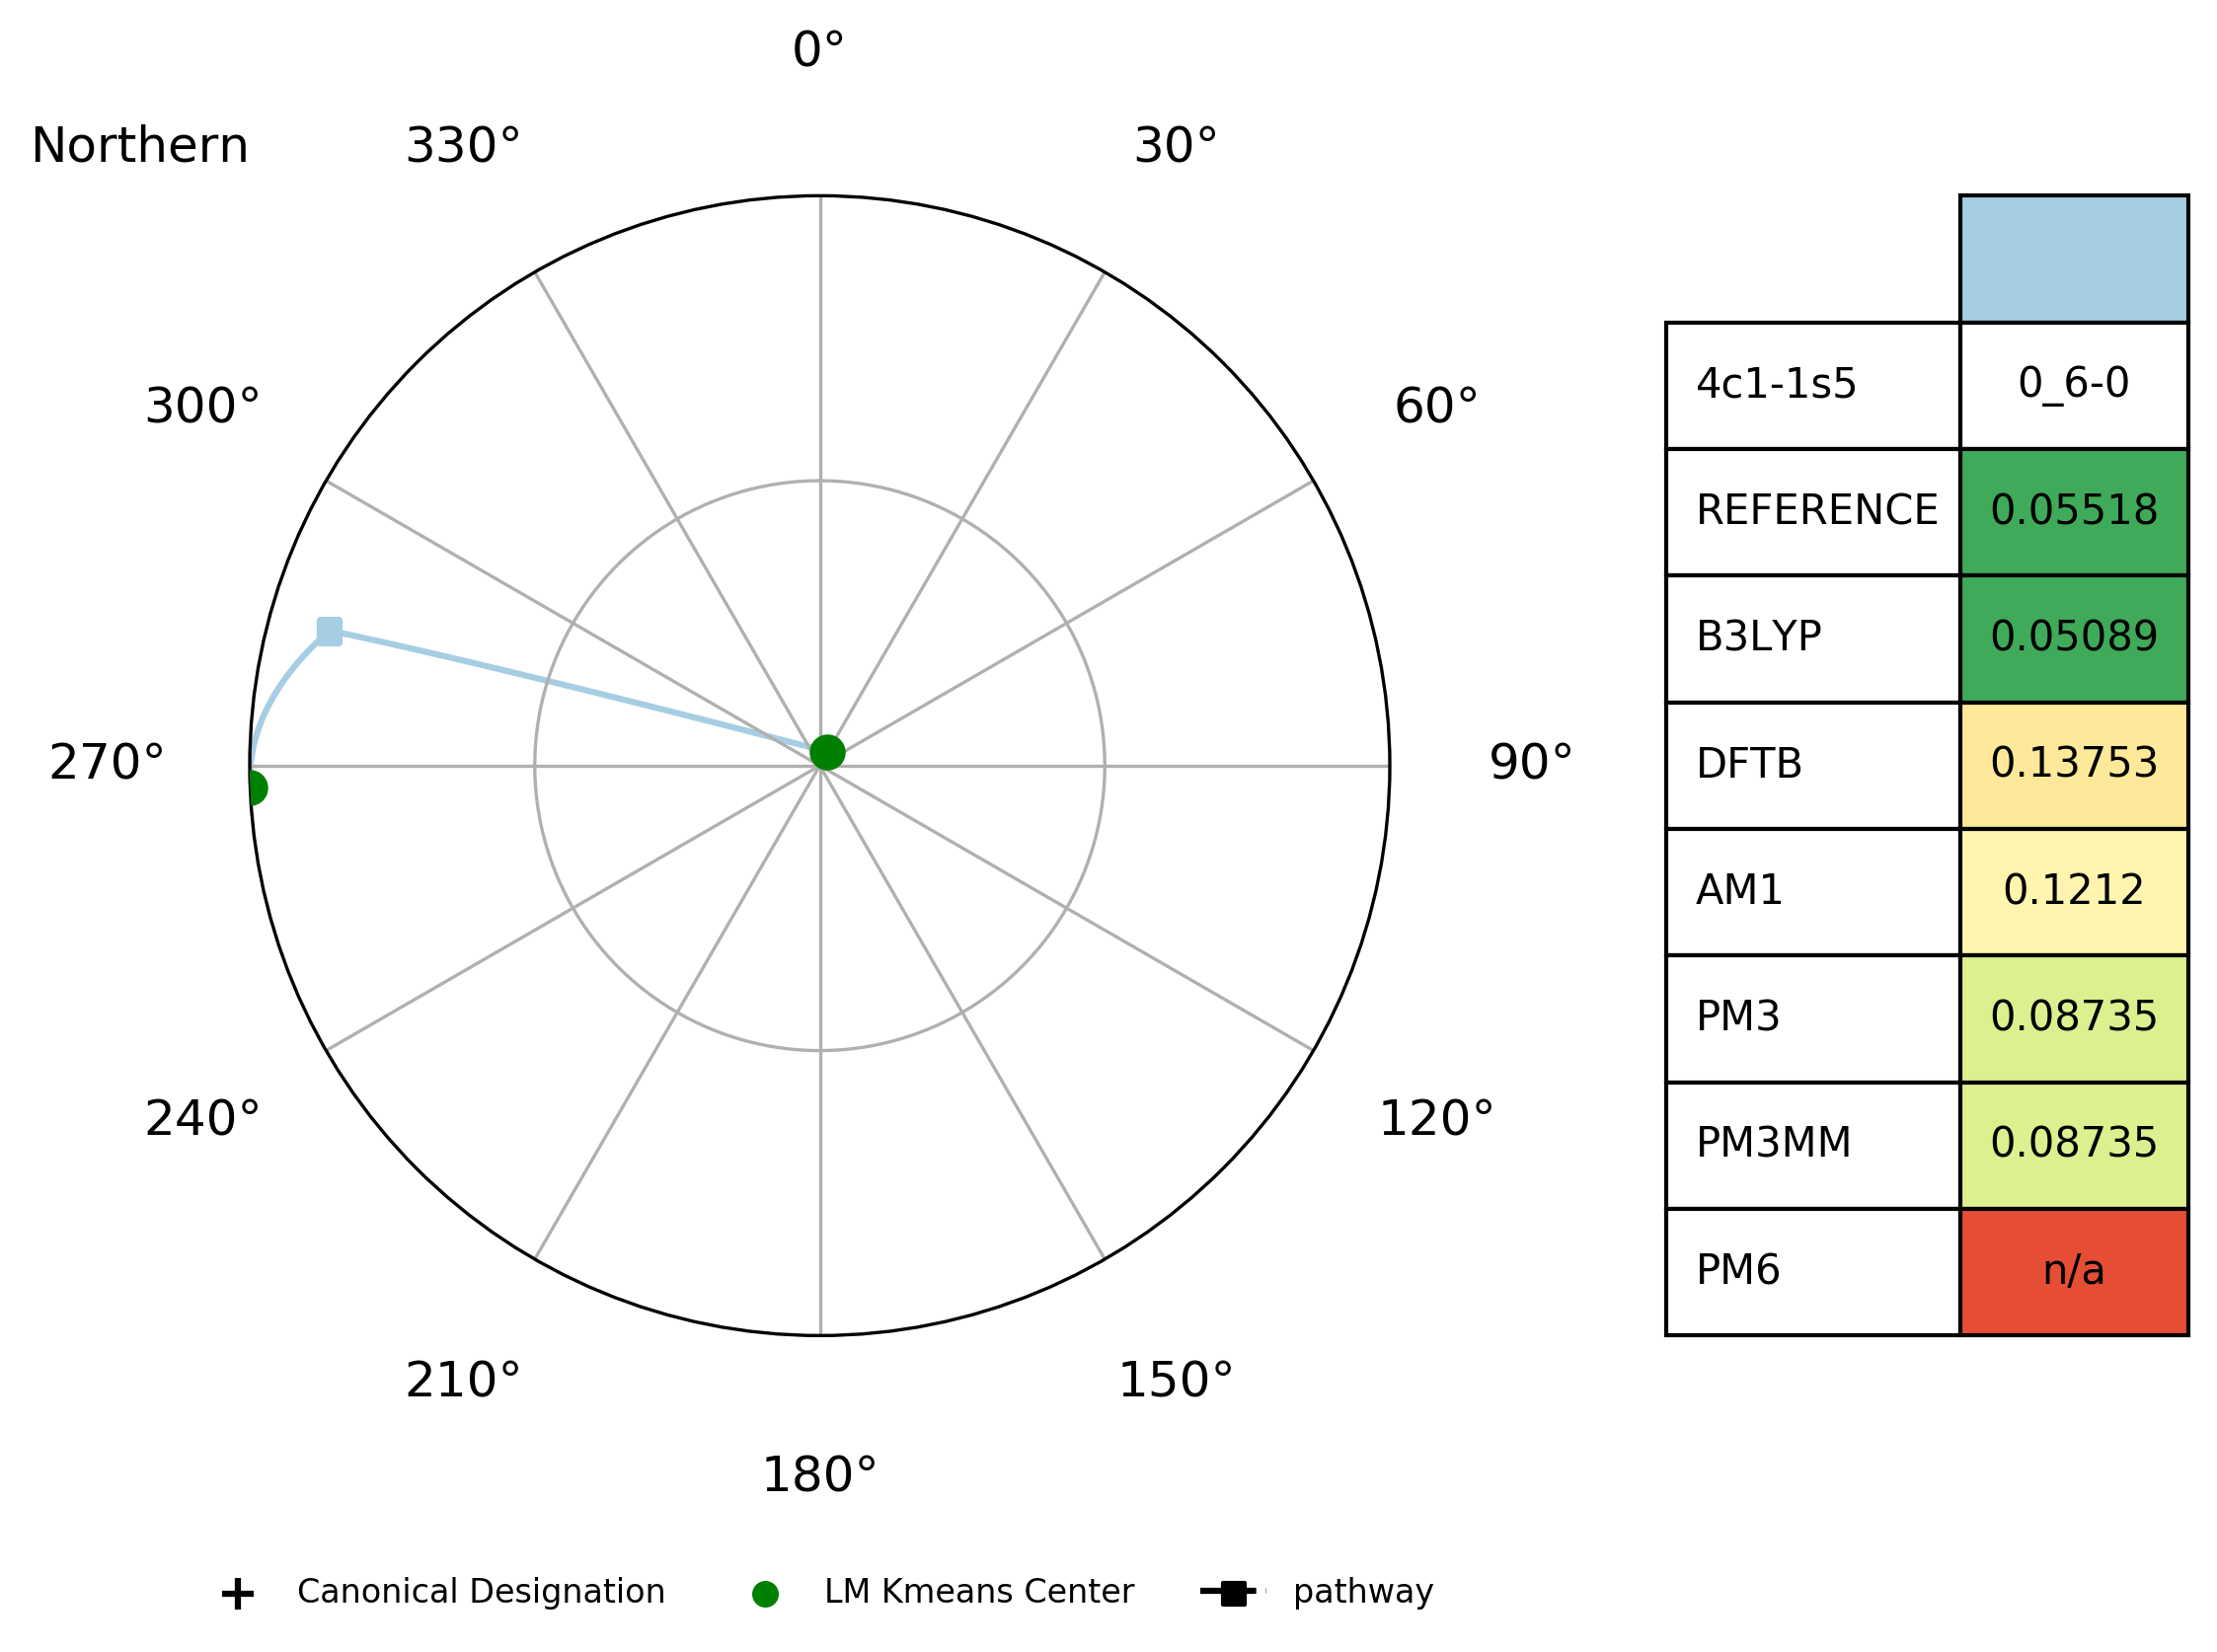 0°
Northern
330°
30°
300°
60°
270°
90°
240°
120°
210°
150°
180°
4c1-1s5 0_6-0
REFERENCE 0.05518
B3LYP 0.05089
DFTB 0.13753
AM1 0.1212
PM3 0.08735
PM3MM 0.08735
PM6 n/a
Canonical Designation
LM Kmeans Center
pathway